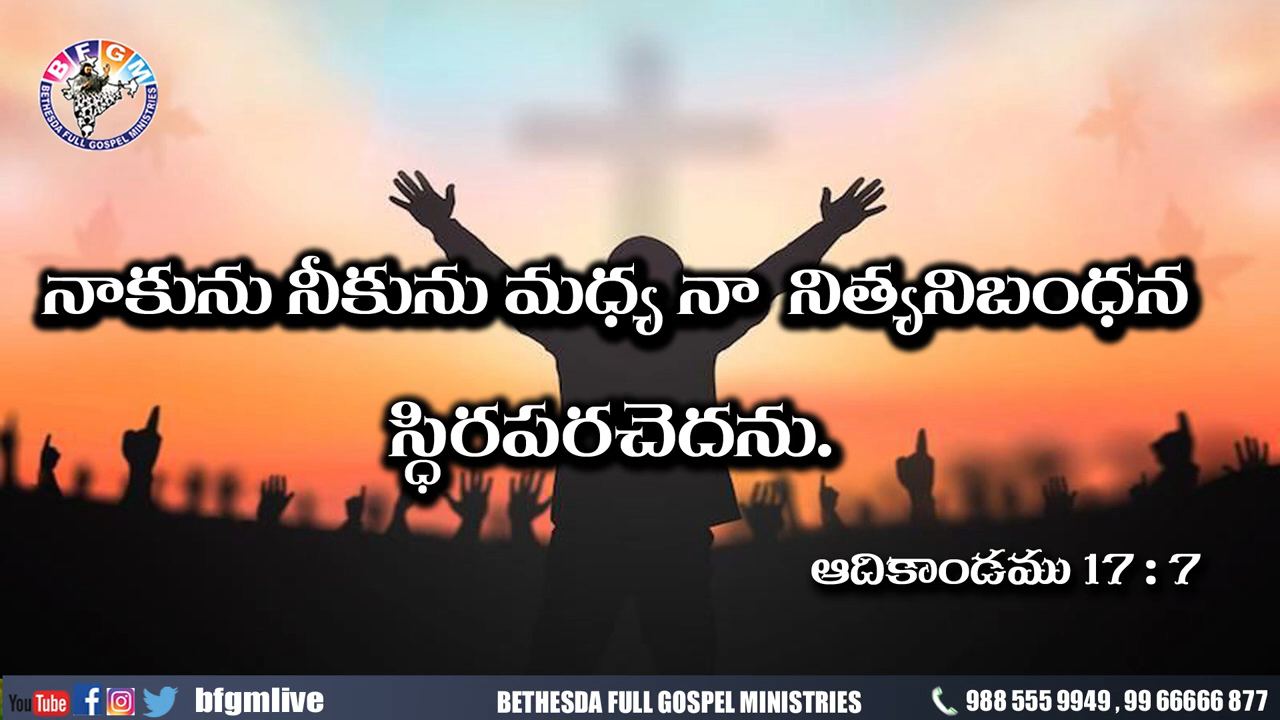 BFGM
BETHESDA FULL GOSPEL MINISTRIES
నాకును నీకును మధ్య నా నిత్యనిబంధన
స్థిరపరచెదను.
ఆదికాండము 17 : 7
YouTube bfgmlive BETHESDA FULL GOSPEL MINISTRIES 988 555 9949 , 99 66666 877